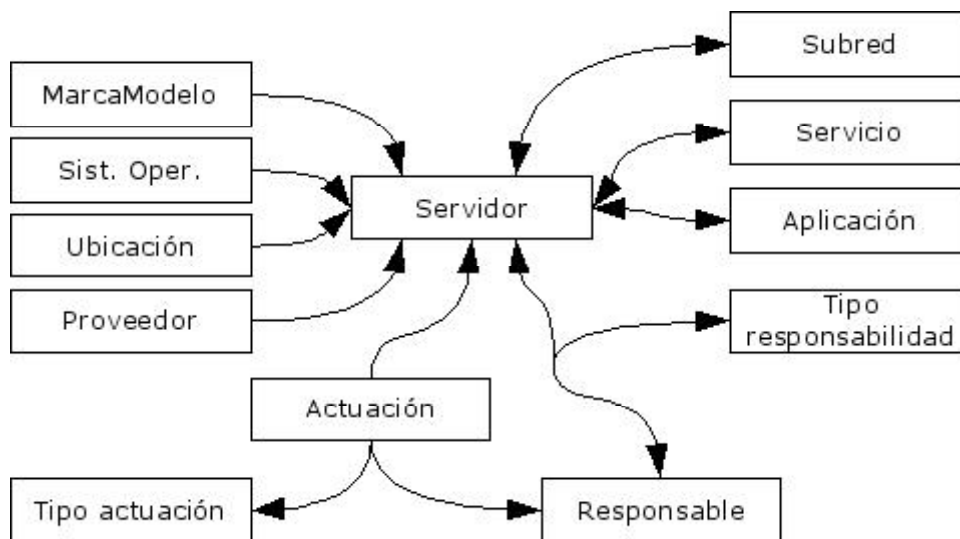 Subred
MarcaModelo
Servicio
Sist. Oper.
Servidor
Aplicación
Ubicación
Proveedor
Tipo
responsabilidad
Actuación
Tipo actuación
Responsable